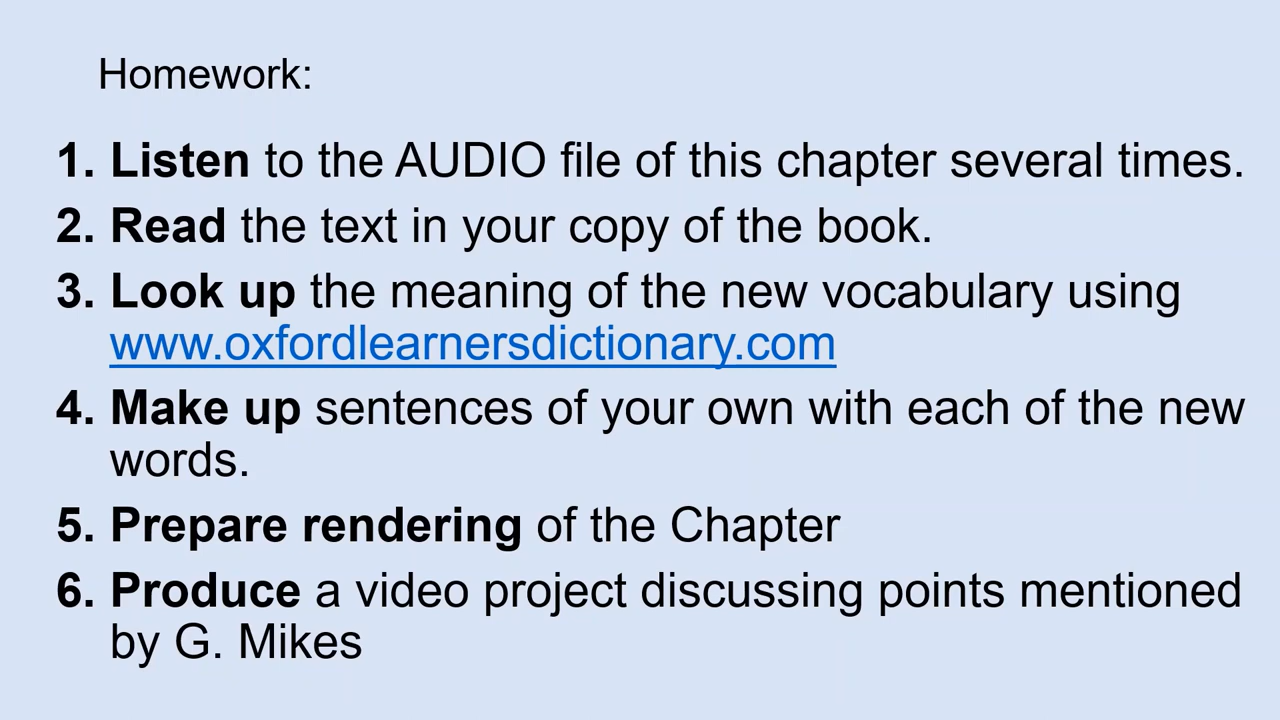 Homework:
1. Listen to the AUDIO file of this chapter several times.
2. Read the text in your copy of the book.
3. Look up the meaning of the new vocabulary using
www.oxfordlearnersdictionary.com
4. Make up sentences of your own with each of the new
words.
5. Prepare rendering of the Chapter
6. Produce a video project discussing points mentioned
by G. Mikes